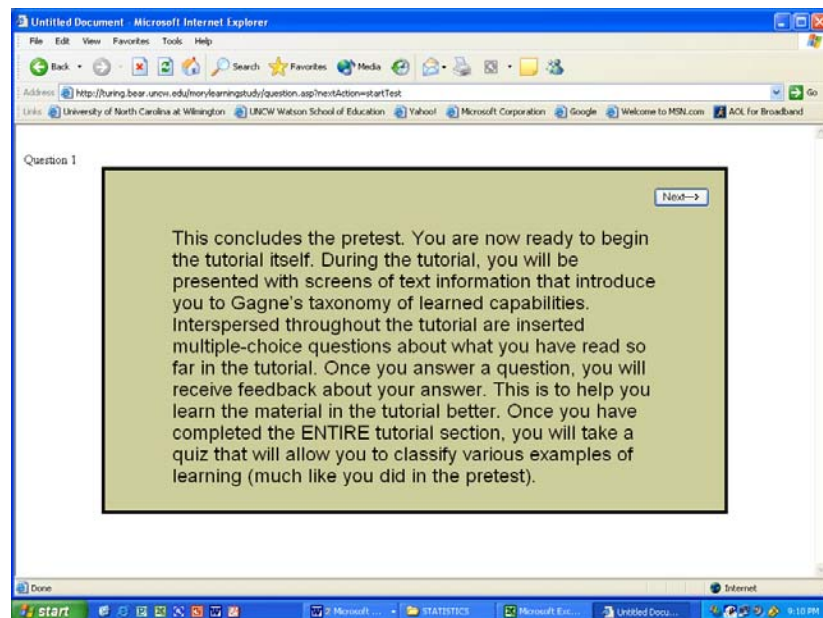 Untitled Document - Microsoft Internet Explorer
File Edit View Favorites Tools Help
Back Search Favorites Media
Address http://turing.bear.uncw.edu/morylearningstudy/question.asp?nextAction=startTest Go
Links University of North Carolina at Wilmington UNCW Watson School of Education Yahoo! Microsoft Corporation Google Welcome to MSN.com AOL for Broadband
Question 1
Next-->
This concludes the pretest. You are now ready to begin
the tutorial itself. During the tutorial, you will be
presented with screens of text information that introduce
you to Gagne's taxonomy of learned capabilities.
Interspersed throughout the tutorial are inserted
multiple-choice questions about what you have read so
far in the tutorial. Once you answer a question, you will
receive feedback about your answer. This is to help you
learn the material in the tutorial better. Once you have
completed the ENTIRE tutorial section, you will take a
quiz that will allow you to classify various examples of
learning (much like you did in the pretest).
Done Internet
start 2 Microsoft ... STATISTICS Microsoft Exc... Untitled Docu... 9:10 PM